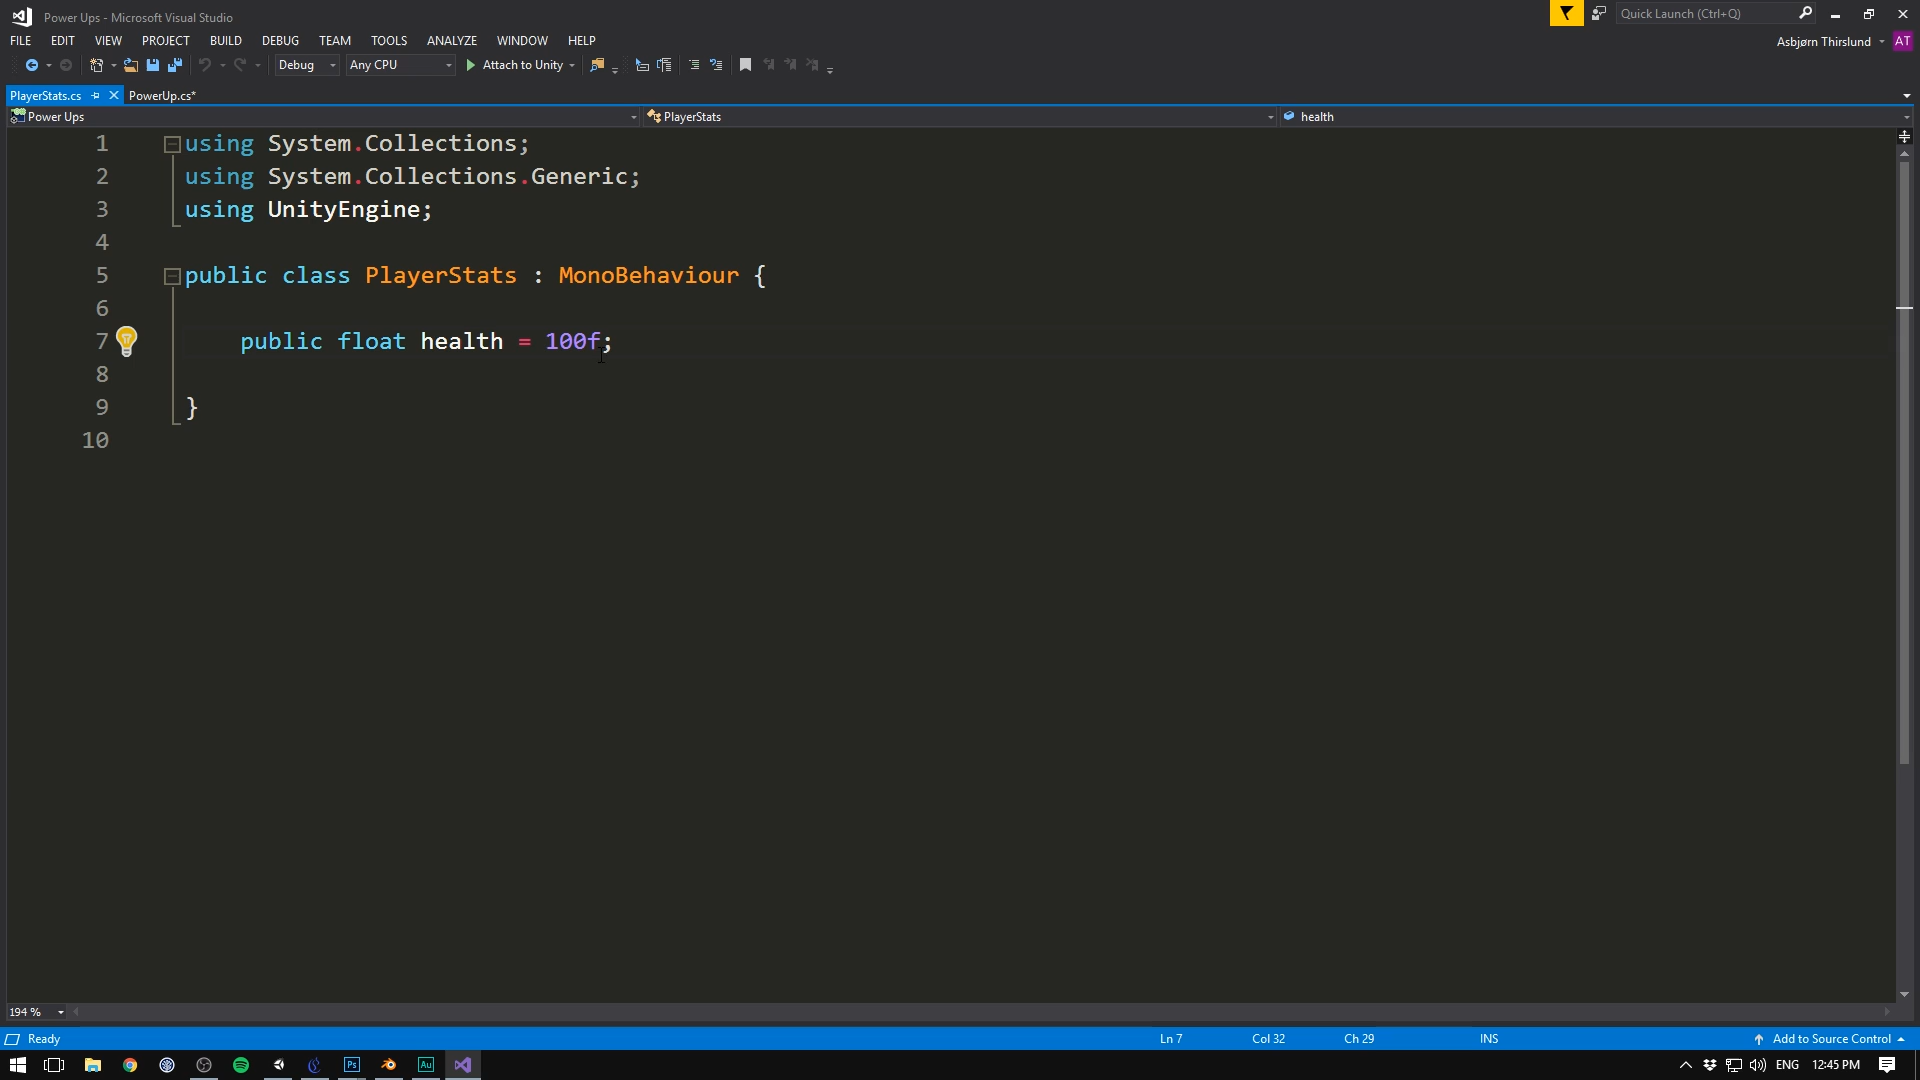 Power Ups - Microsoft Visual Studio
Quick Launch (Ctrl+Q)
FILE EDIT VIEW PROJECT BUILD DEBUG TEAM TOOLS ANALYZE WINDOW HELP
Asbjørn Thirslund AT
Debug Any CPU Attach to Unity
PlayerStats.cs PowerUp.cs*
Power Ups PlayerStats health
1 using System.Collections;
2 using System.Collections.Generic;
3 using UnityEngine;
4
5 public class PlayerStats : MonoBehaviour {
6
7 public float health = 100f;
8
9 }
10
194 %
Ready Ln 7 Col 32 Ch 29 INS Add to Source Control
Ps Au ENG 12:45 PM